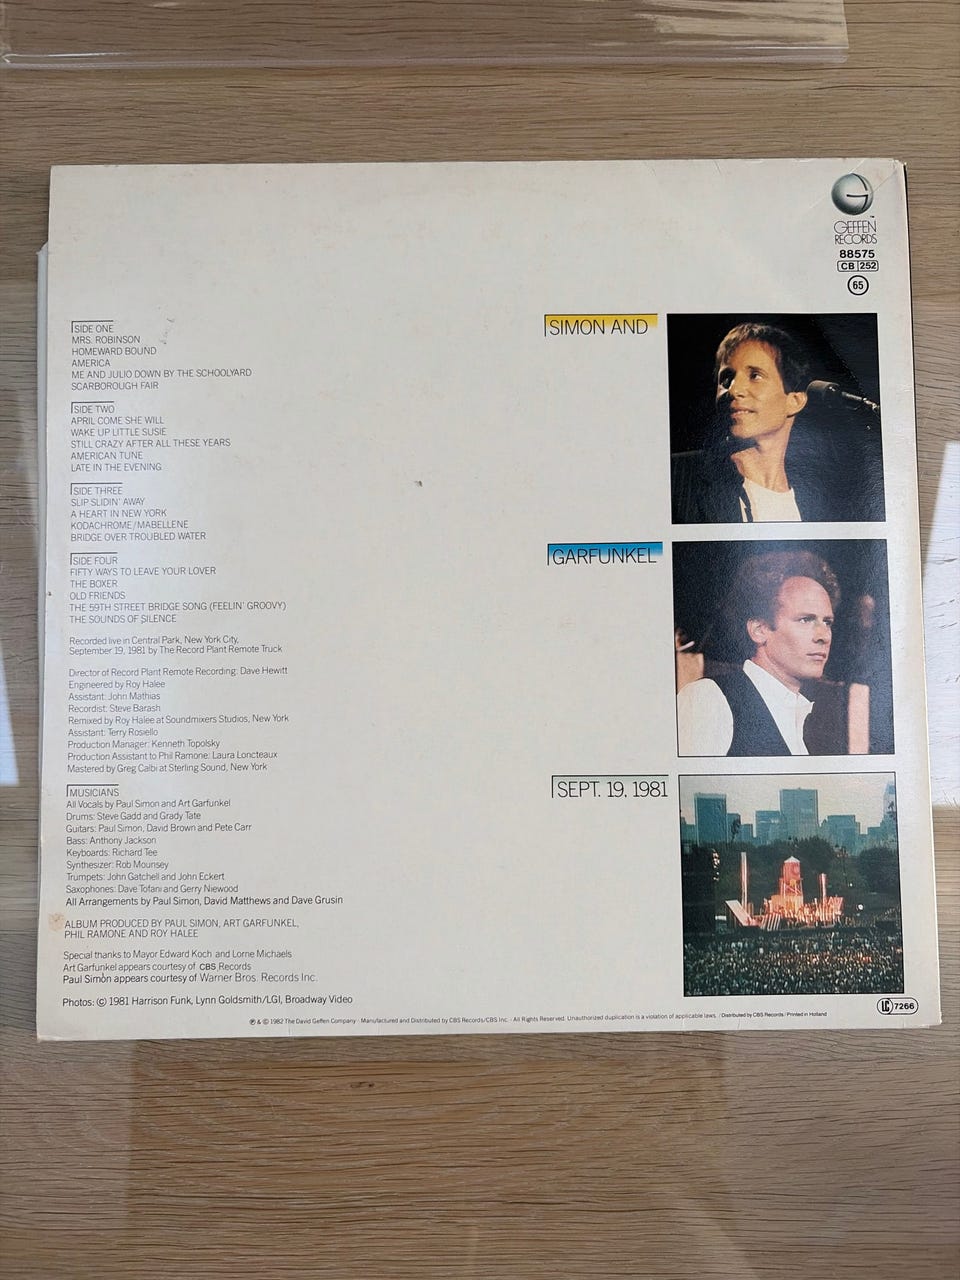 GEFFEN
RECORDS
88575
CB 252
65
SIDE ONE
MRS. ROBINSON
HOMEWARD BOUND
AMERICA
ME AND JULIO DOWN BY THE SCHOOLYARD
SCARBOROUGH FAIR
SIDE TWO
APRIL COME SHE WILL
WAKE UP LITTLE SUSIE
STILL CRAZY AFTER ALL THESE YEARS
AMERICAN TUNE
LATE IN THE EVENING
SIDE THREE
SLIP SLIDIN' AWAY
A HEART IN NEW YORK
KODACHROME/MABELLENE
BRIDGE OVER TROUBLED WATER
SIDE FOUR
FIFTY WAYS TO LEAVE YOUR LOVER
THE BOXER
OLD FRIENDS
THE 59TH STREET BRIDGE SONG (FEELIN' GROOVY)
THE SOUNDS OF SILENCE
Recorded live in Central Park, New York City,
September 19, 1981 by The Record Plant Remote Truck
Director of Record Plant Remote Recording: Dave Hewitt
Engineered by Roy Halee
Assistant: John Mathias
Recordist: Steve Barash
Remixed by Roy Halee at Soundmixers Studios, New York
Assistant: Terry Rosiello
Production Manager: Kenneth Topolsky
Production Assistant to Phil Ramone: Laura Loncteaux
Mastered by Greg Calbi at Sterling Sound, New York
MUSICIANS
All Vocals by Paul Simon and Art Garfunkel
Drums: Steve Gadd and Grady Tate
Guitars: Paul Simon, David Brown and Pete Carr
Bass: Anthony Jackson
Keyboards: Richard Tee
Synthesizer: Rob Mounsey
Trumpets: John Gatchell and John Eckert
Saxophones: Dave Tofani and Gerry Niewood
All Arrangements by Paul Simon, David Matthews and Dave Grusin
ALBUM PRODUCED BY PAUL SIMON, ART GARFUNKEL,
PHIL RAMONE AND ROY HALEE
Special thanks to Mayor Edward Koch and Lorne Michaels
Art Garfunkel appears courtesy of CBS Records
Paul Simon appears courtesy of Warner Bros. Records Inc.
Photos: © 1981 Harrison Funk, Lynn Goldsmith/LGI, Broadway Video
SIMON AND
GARFUNKEL
SEPT. 19, 1981
LC 7266
℗ & © 1982 The David Geffen Company · Manufactured and Distributed by CBS Records/CBS Inc. · All Rights Reserved. Unauthorized duplication is a violation of applicable laws. / Distributed by CBS Records / Printed in Holland